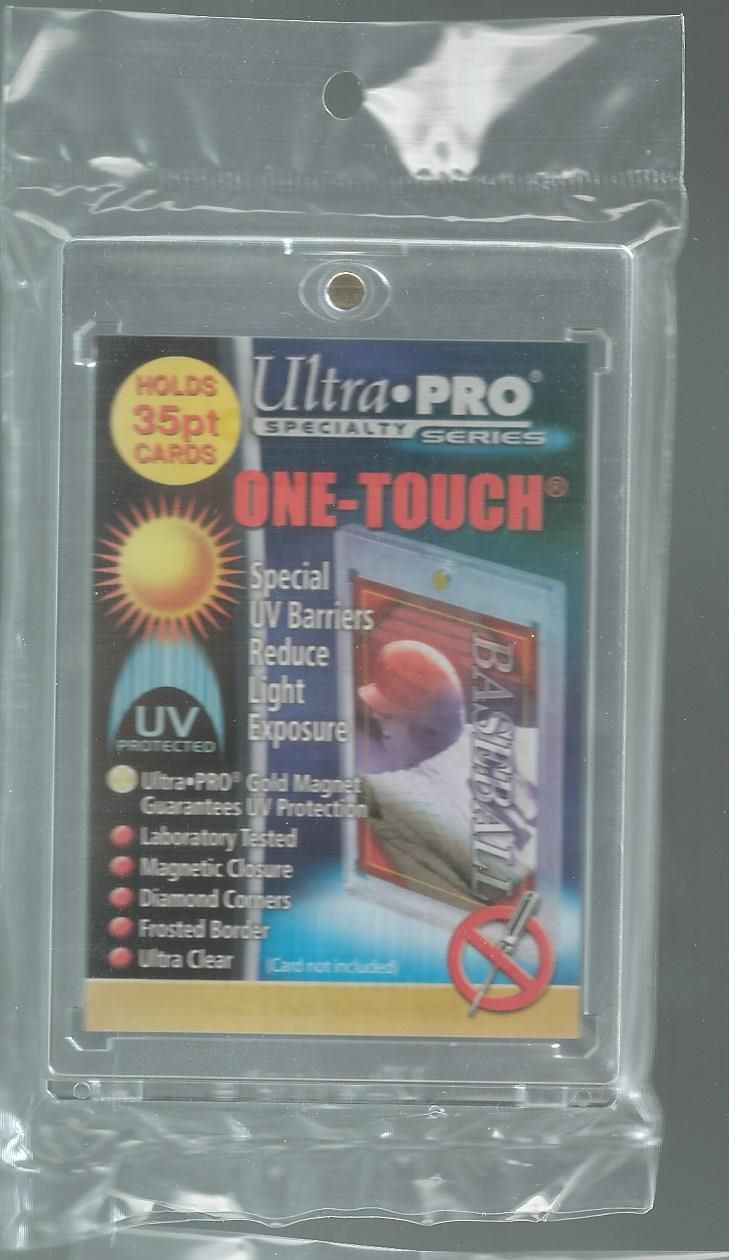 HOLDS
35pt
CARDS
Ultra•PRO®
SPECIALTY SERIES
ONE-TOUCH®
Special
UV Barriers
Reduce
Light
Exposure
UV
PROTECTED
BASEBALL
Ultra•PRO® Gold Magnet
Guarantees UV Protection
Laboratory Tested
Magnetic Closure
Diamond Corners
Frosted Border
Ultra Clear
(Card not included)